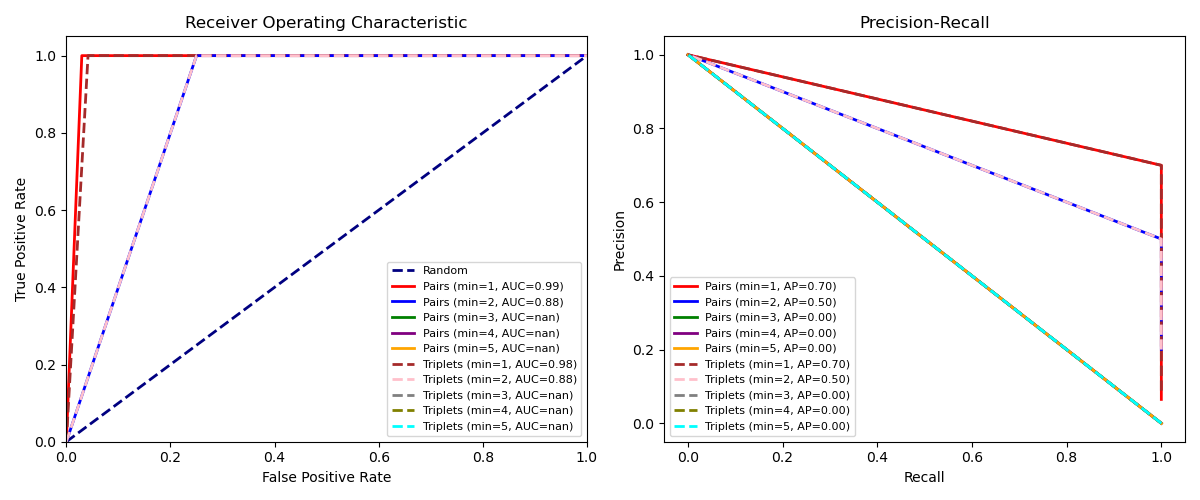 Receiver Operating Characteristic
True Positive Rate
1.0
0.8
0.6
0.4
0.2
0.0
Random
Pairs (min=1, AUC=0.99)
Pairs (min=2, AUC=0.88)
Pairs (min=3, AUC=nan)
Pairs (min=4, AUC=nan)
Pairs (min=5, AUC=nan)
Triplets (min=1, AUC=0.98)
Triplets (min=2, AUC=0.88)
Triplets (min=3, AUC=nan)
Triplets (min=4, AUC=nan)
Triplets (min=5, AUC=nan)
0.0 0.2 0.4 0.6 0.8 1.0
False Positive Rate
Precision-Recall
Precision
1.0
0.8
0.6
0.4
0.2
0.0
Pairs (min=1, AP=0.70)
Pairs (min=2, AP=0.50)
Pairs (min=3, AP=0.00)
Pairs (min=4, AP=0.00)
Pairs (min=5, AP=0.00)
Triplets (min=1, AP=0.70)
Triplets (min=2, AP=0.50)
Triplets (min=3, AP=0.00)
Triplets (min=4, AP=0.00)
Triplets (min=5, AP=0.00)
0.0 0.2 0.4 0.6 0.8 1.0
Recall